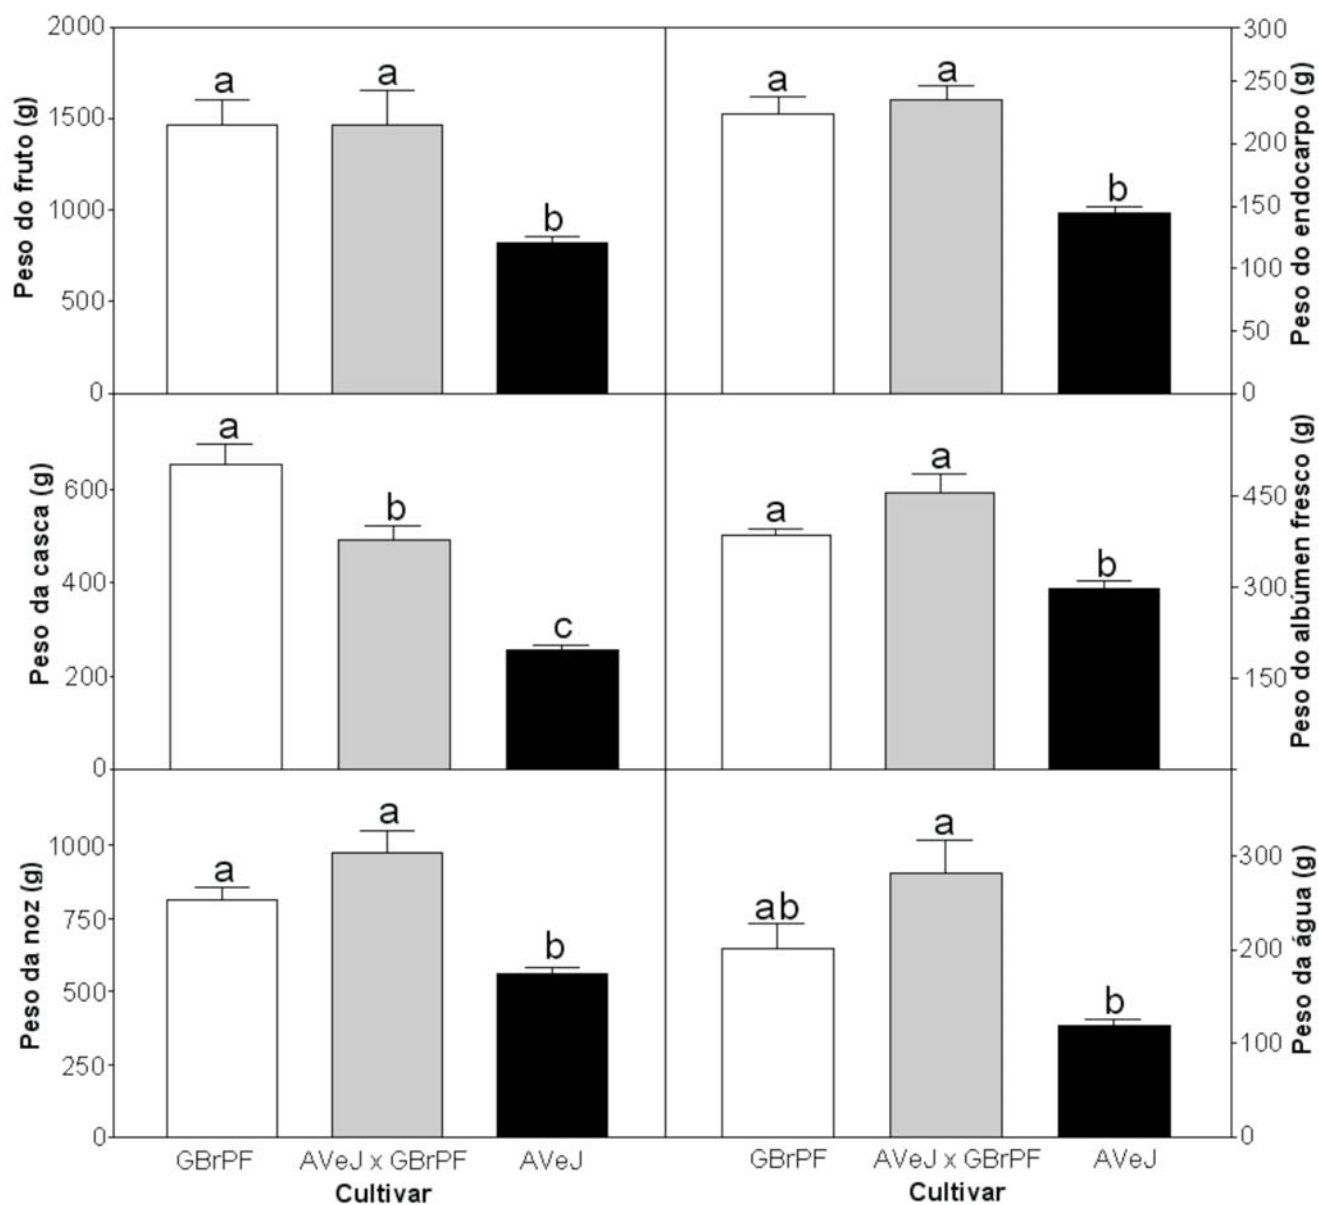 Peso do fruto (g)
2000
1500
1000
500
0
a
a
b
Peso do endocarpo (g)
300
250
200
150
100
50
0
a
a
b
Peso da casca (g)
600
400
200
0
a
b
c
Peso do albúmen fresco (g)
450
300
150
a
a
b
Peso da noz (g)
1000
750
500
250
0
a
a
b
Peso da água (g)
300
200
100
0
ab
a
b
GBrPF AVeJ x GBrPF AVeJ
Cultivar
GBrPF AVeJ x GBrPF AVeJ
Cultivar